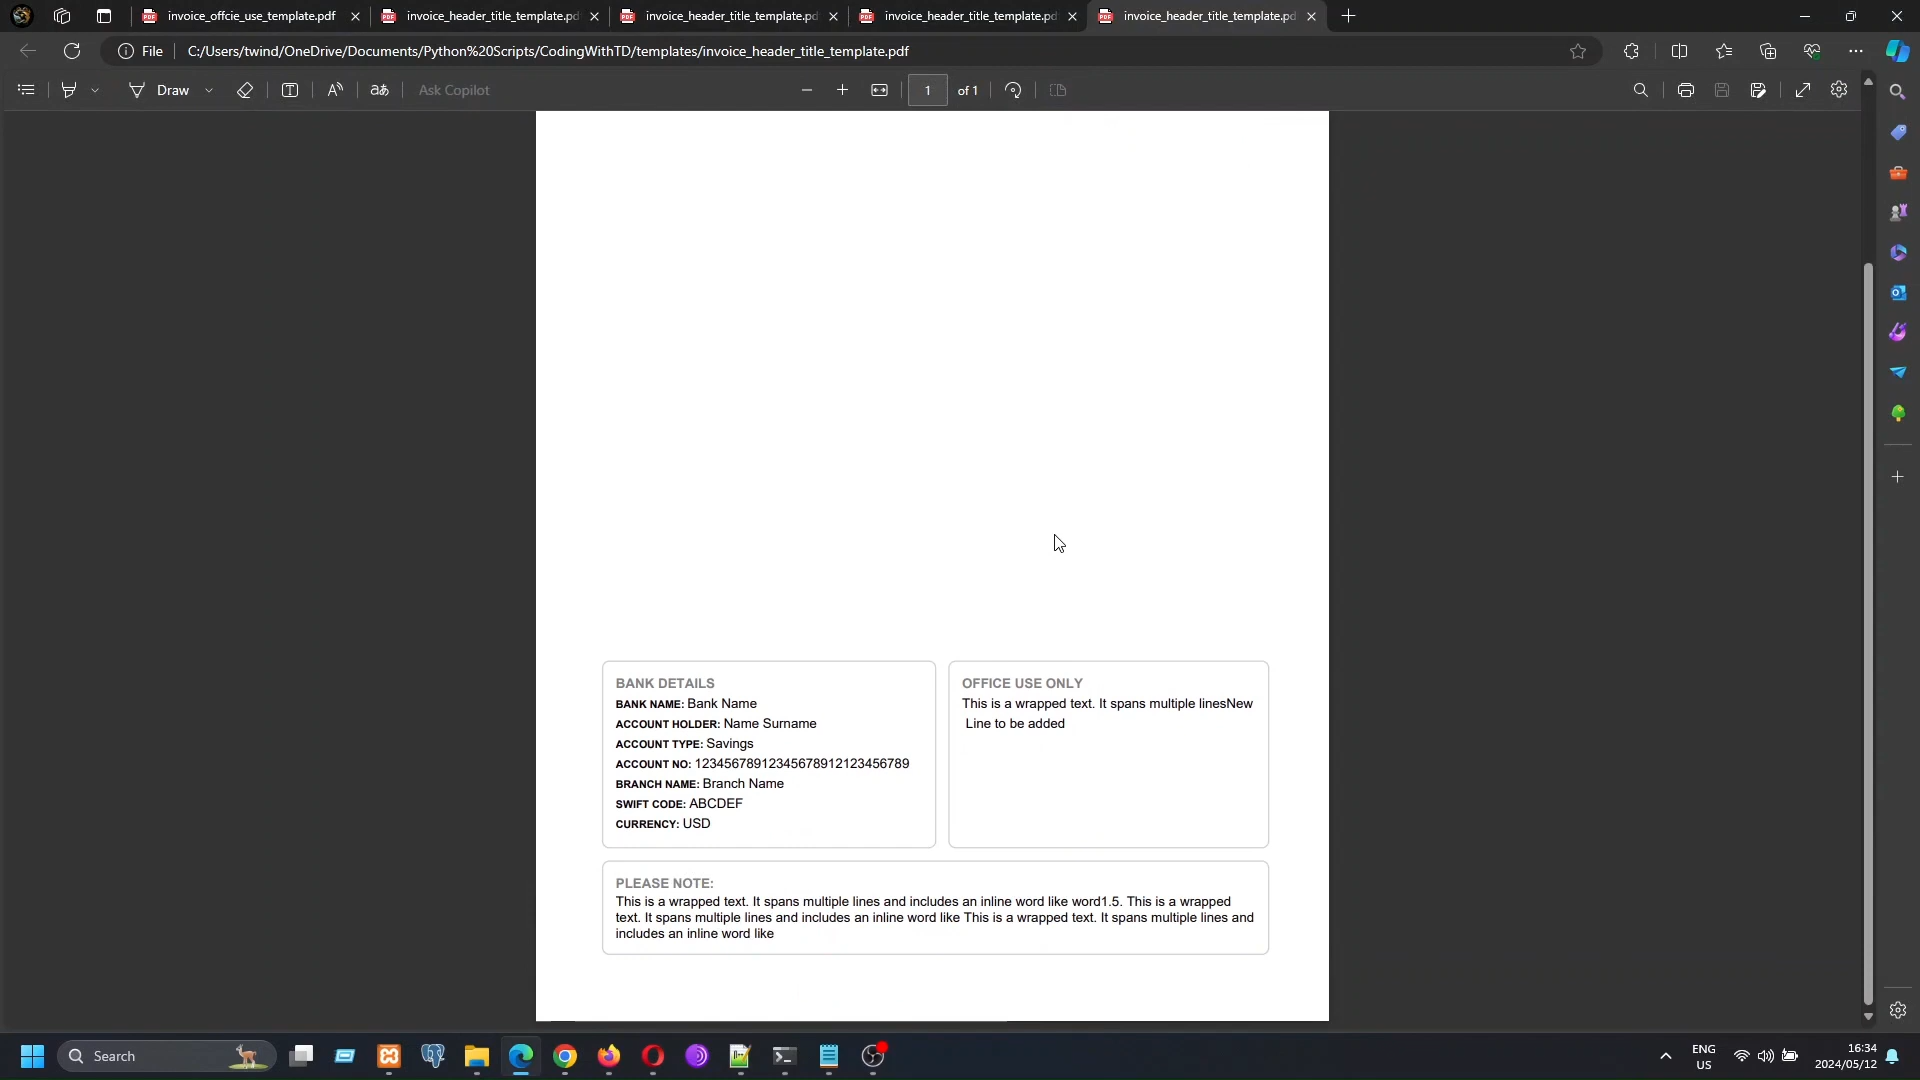 invoice_offcie_use_template.pdf
invoice_header_title_template.pd
invoice_header_title_template.pd
invoice_header_title_template.pd
invoice_header_title_template.pd
File
C:/Users/twind/OneDrive/Documents/Python%20Scripts/CodingWithTD/templates/invoice_header_title_template.pdf
Draw
Ask Copilot
1
of 1
BANK DETAILS
BANK NAME: Bank Name
ACCOUNT HOLDER: Name Surname
ACCOUNT TYPE: Savings
ACCOUNT NO: 12345678912345678912123456789
BRANCH NAME: Branch Name
SWIFT CODE: ABCDEF
CURRENCY: USD
OFFICE USE ONLY
This is a wrapped text. It spans multiple linesNew
Line to be added
PLEASE NOTE:
This is a wrapped text. It spans multiple lines and includes an inline word like word1.5. This is a wrapped
text. It spans multiple lines and includes an inline word like This is a wrapped text. It spans multiple lines and
includes an inline word like
Search
ENG
US
16:34
2024/05/12